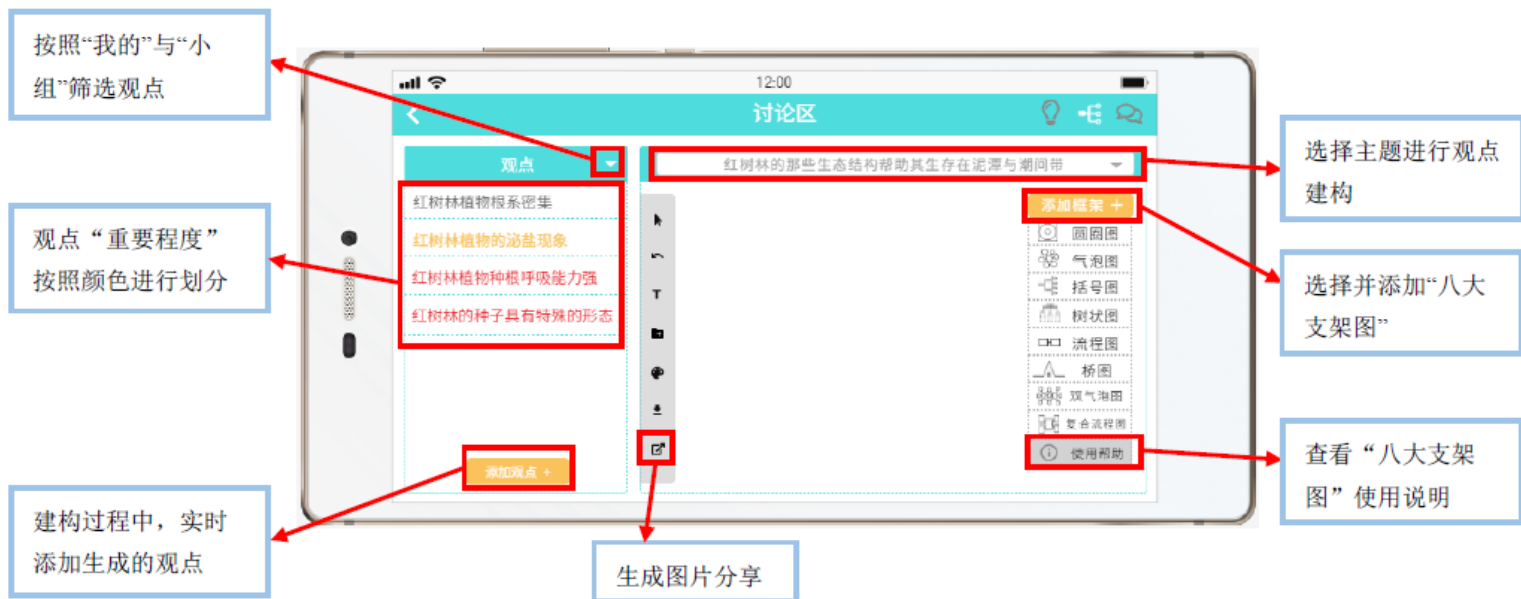 按照“我的”与“小
组”筛选观点
观点“重要程度”
按照颜色进行划分
建构过程中，实时
添加生成的观点
12:00
讨论区
观点
红树林植物根系密集
红树林植物的泌盐现象
红树林植物种根呼吸能力强
红树林的种子具有特殊的形态
添加观点 +
红树林的那些生态结构帮助其生存在泥潭与潮间带
T
添加框架 +
圆圈图
气泡图
括号图
树状图
流程图
桥图
双气泡图
复合流程图
使用帮助
生成图片分享
选择主题进行观点
建构
选择并添加“八大
支架图”
查看“八大支架
图”使用说明